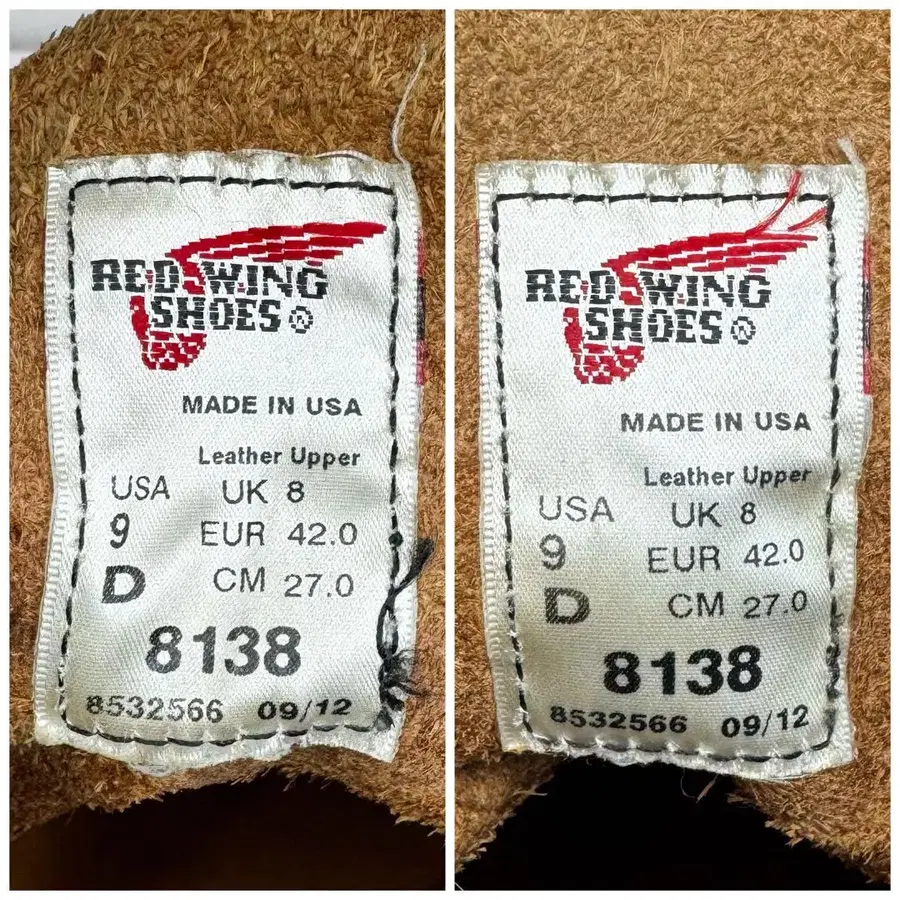 RED WING
SHOES ®
MADE IN USA
Leather Upper
USA UK 8
9 EUR 42.0
D CM 27.0
8138
8532566 09/12
RED WING
SHOES ®
MADE IN USA
Leather Upper
USA UK 8
9 EUR 42.0
D CM 27.0
8138
8532566 09/12